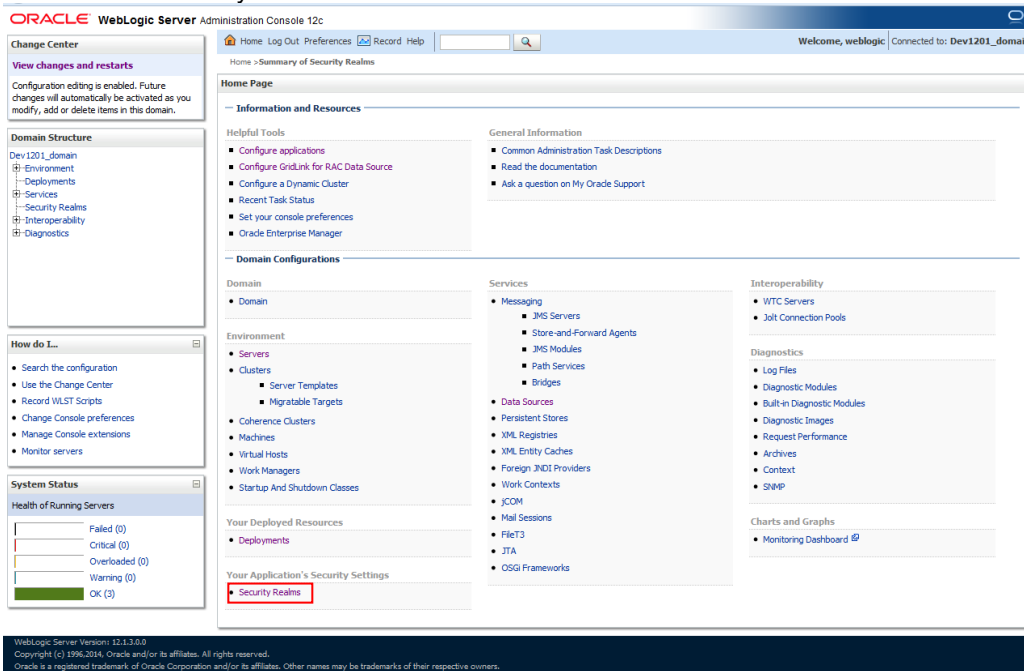 ORACLE WebLogic Server Administration Console 12c
Change Center
View changes and restarts
Configuration editing is enabled. Future
changes will automatically be activated as you
modify, add or delete items in this domain.
Domain Structure
Dev1201_domain
Environment
Deployments
Services
Security Realms
Interoperability
Diagnostics
How do I...
Search the configuration
Use the Change Center
Record WLST Scripts
Change Console preferences
Manage Console extensions
Monitor servers
System Status
Health of Running Servers
Failed (0)
Critical (0)
Overloaded (0)
Warning (0)
OK (3)
Home Log Out Preferences Record Help
Welcome, weblogic Connected to: Dev1201_domai
Home >Summary of Security Realms
Home Page
Information and Resources
Helpful Tools
Configure applications
Configure GridLink for RAC Data Source
Configure a Dynamic Cluster
Recent Task Status
Set your console preferences
Oracle Enterprise Manager
General Information
Common Administration Task Descriptions
Read the documentation
Ask a question on My Oracle Support
Domain Configurations
Domain
Domain
Environment
Servers
Clusters
Server Templates
Migratable Targets
Coherence Clusters
Machines
Virtual Hosts
Work Managers
Startup And Shutdown Classes
Your Deployed Resources
Deployments
Your Application's Security Settings
Security Realms
Services
Messaging
JMS Servers
Store-and-Forward Agents
JMS Modules
Path Services
Bridges
Data Sources
Persistent Stores
XML Registries
XML Entity Caches
Foreign JNDI Providers
Work Contexts
jCOM
Mail Sessions
FileT3
JTA
OSGi Frameworks
Interoperability
WTC Servers
Jolt Connection Pools
Diagnostics
Log Files
Diagnostic Modules
Built-in Diagnostic Modules
Diagnostic Images
Request Performance
Archives
Context
SNMP
Charts and Graphs
Monitoring Dashboard
WebLogic Server Version: 12.1.3.0.0
Copyright (c) 1996,2014, Oracle and/or its affiliates. All rights reserved.
Oracle is a registered trademark of Oracle Corporation and/or its affiliates. Other names may be trademarks of their respective owners.